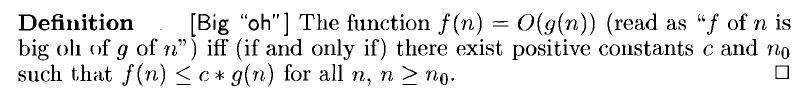 Definition [Big "oh"] The function f(n) = O(g(n)) (read as "f of n is
big oh of g of n") iff (if and only if) there exist positive constants c and n₀
such that f(n) ≤ c * g(n) for all n, n ≥ n₀. □